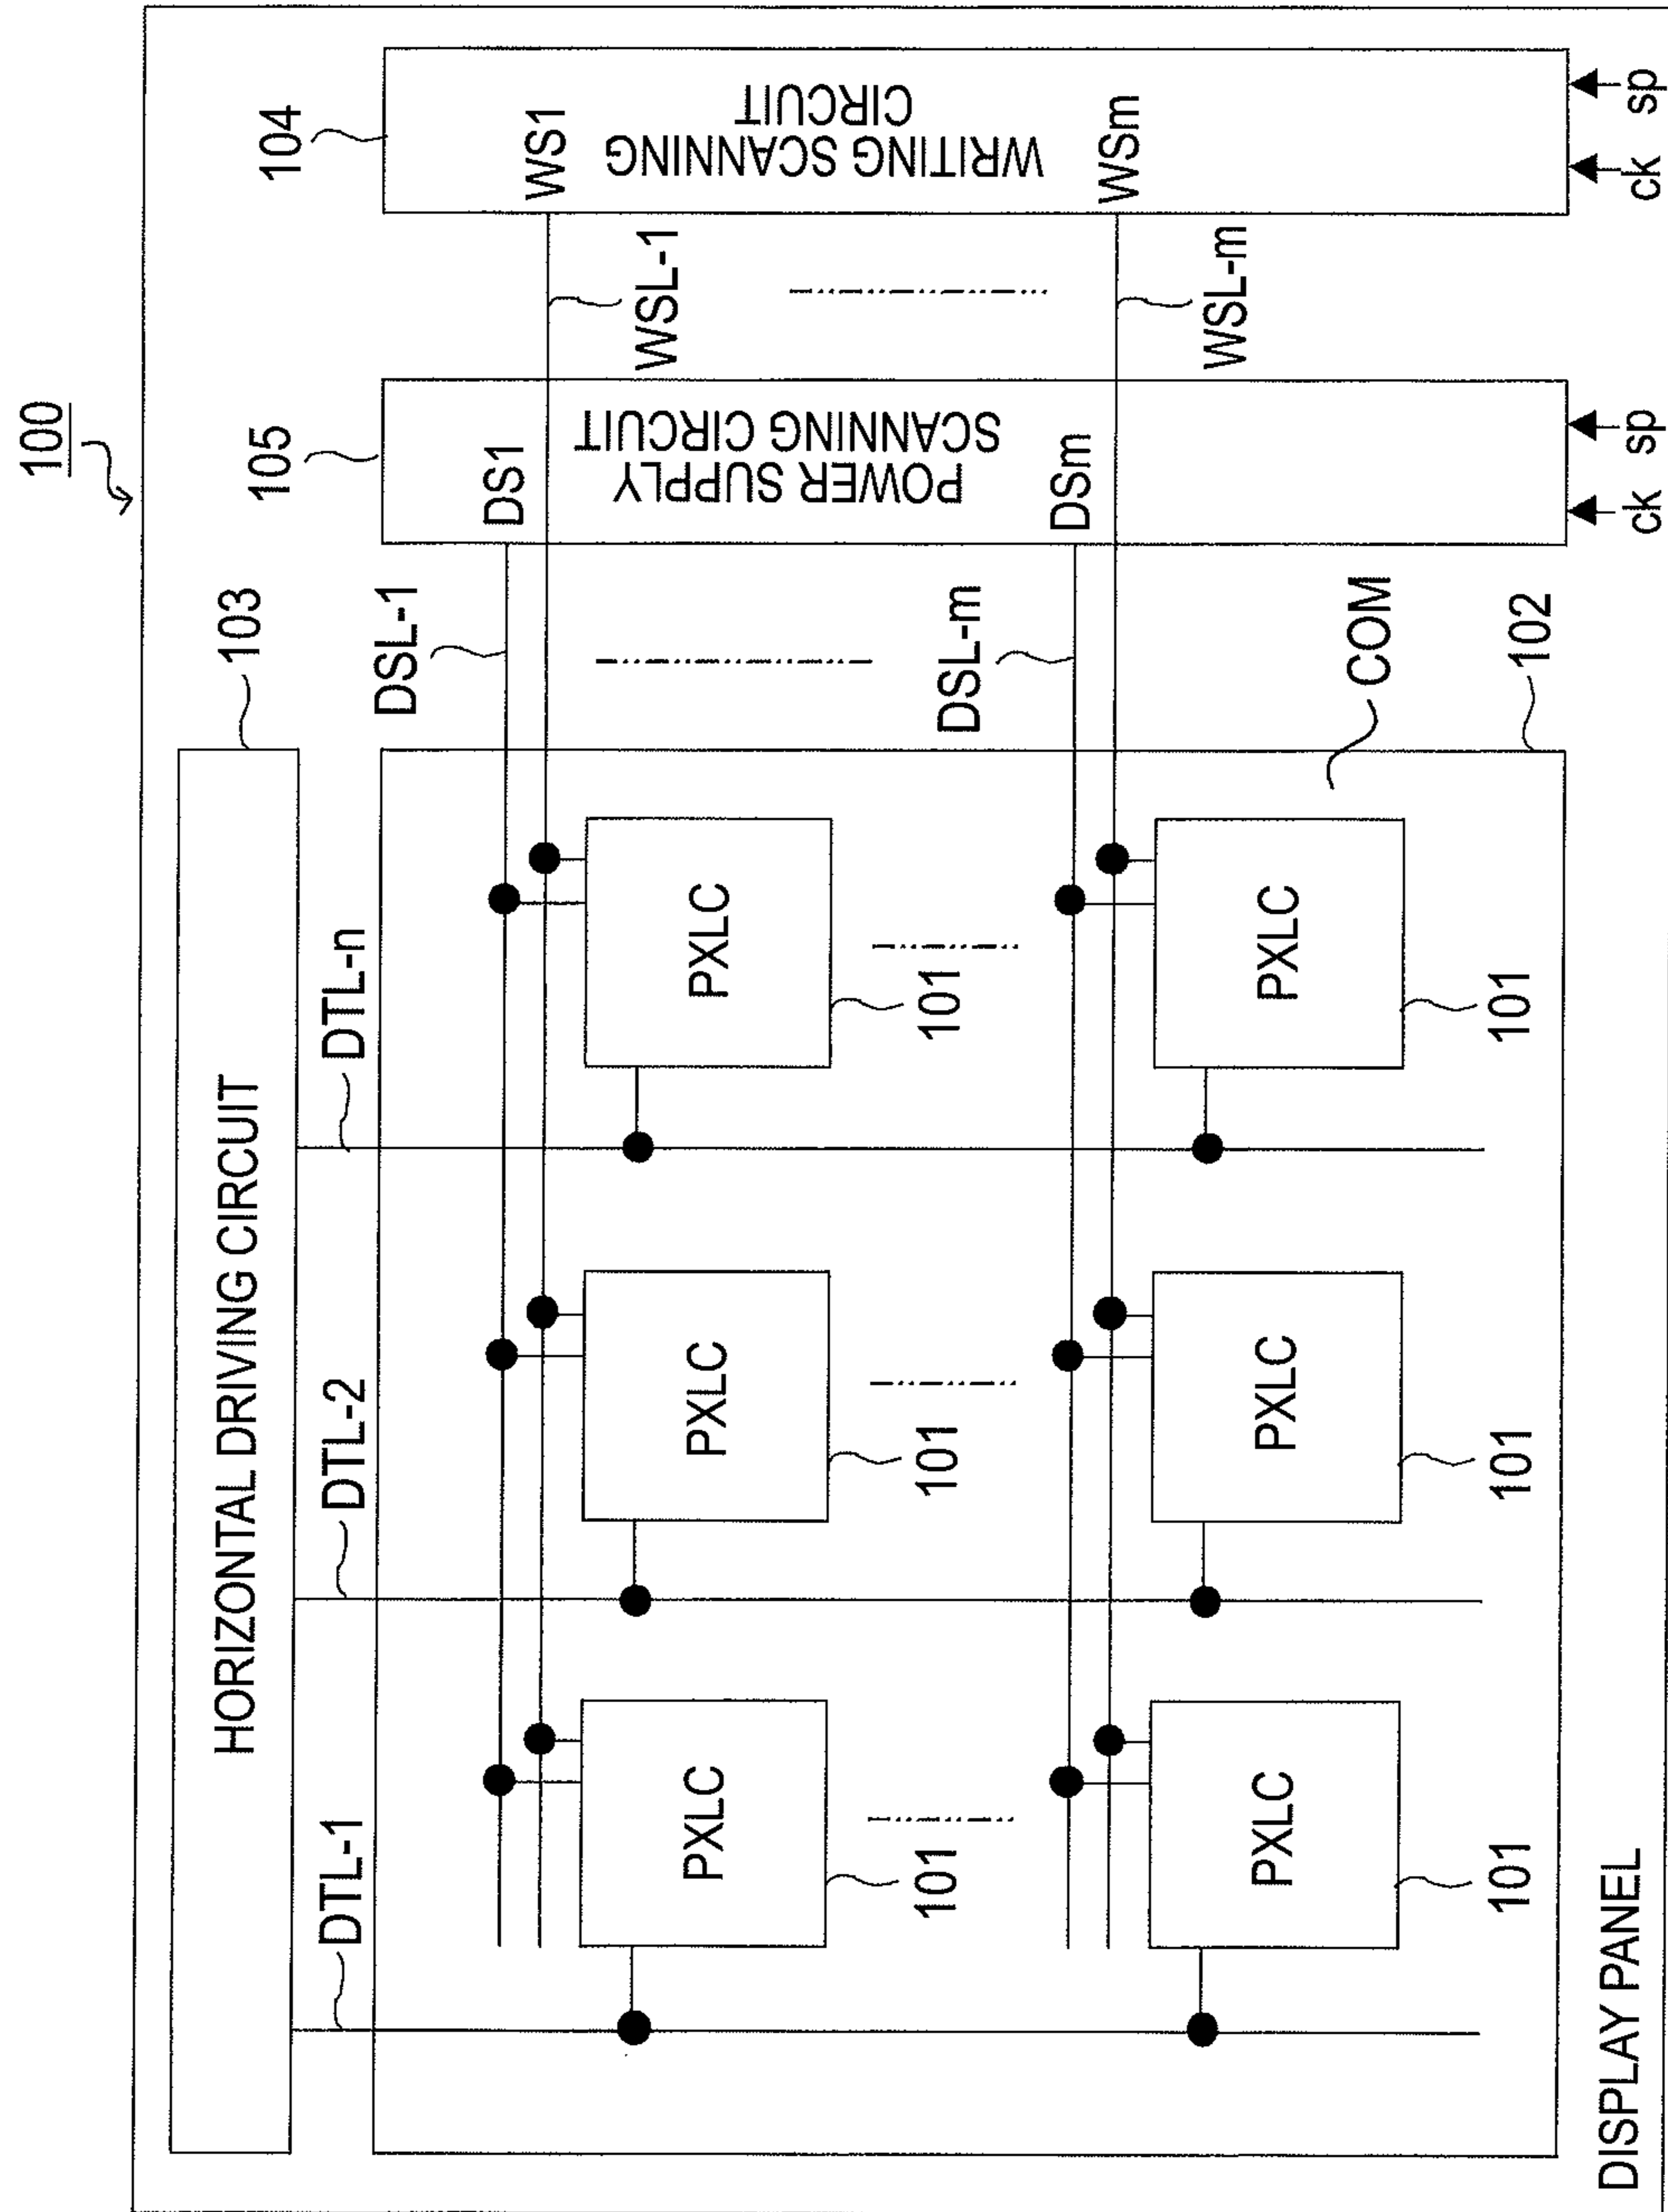 100
HORIZONTAL DRIVING CIRCUIT
103
105
104
DTL-1
DTL-2
DTL-n
DSL-1
DS1
WS1
WSL-1
PXLC
PXLC
PXLC
101
101
101
POWER SUPPLY
SCANNING CIRCUIT
WRITING SCANNING
CIRCUIT
DSL-m
DSm
WSm
WSL-m
PXLC
PXLC
PXLC
COM
101
101
101
102
DISPLAY PANEL
ck
sp
ck
sp